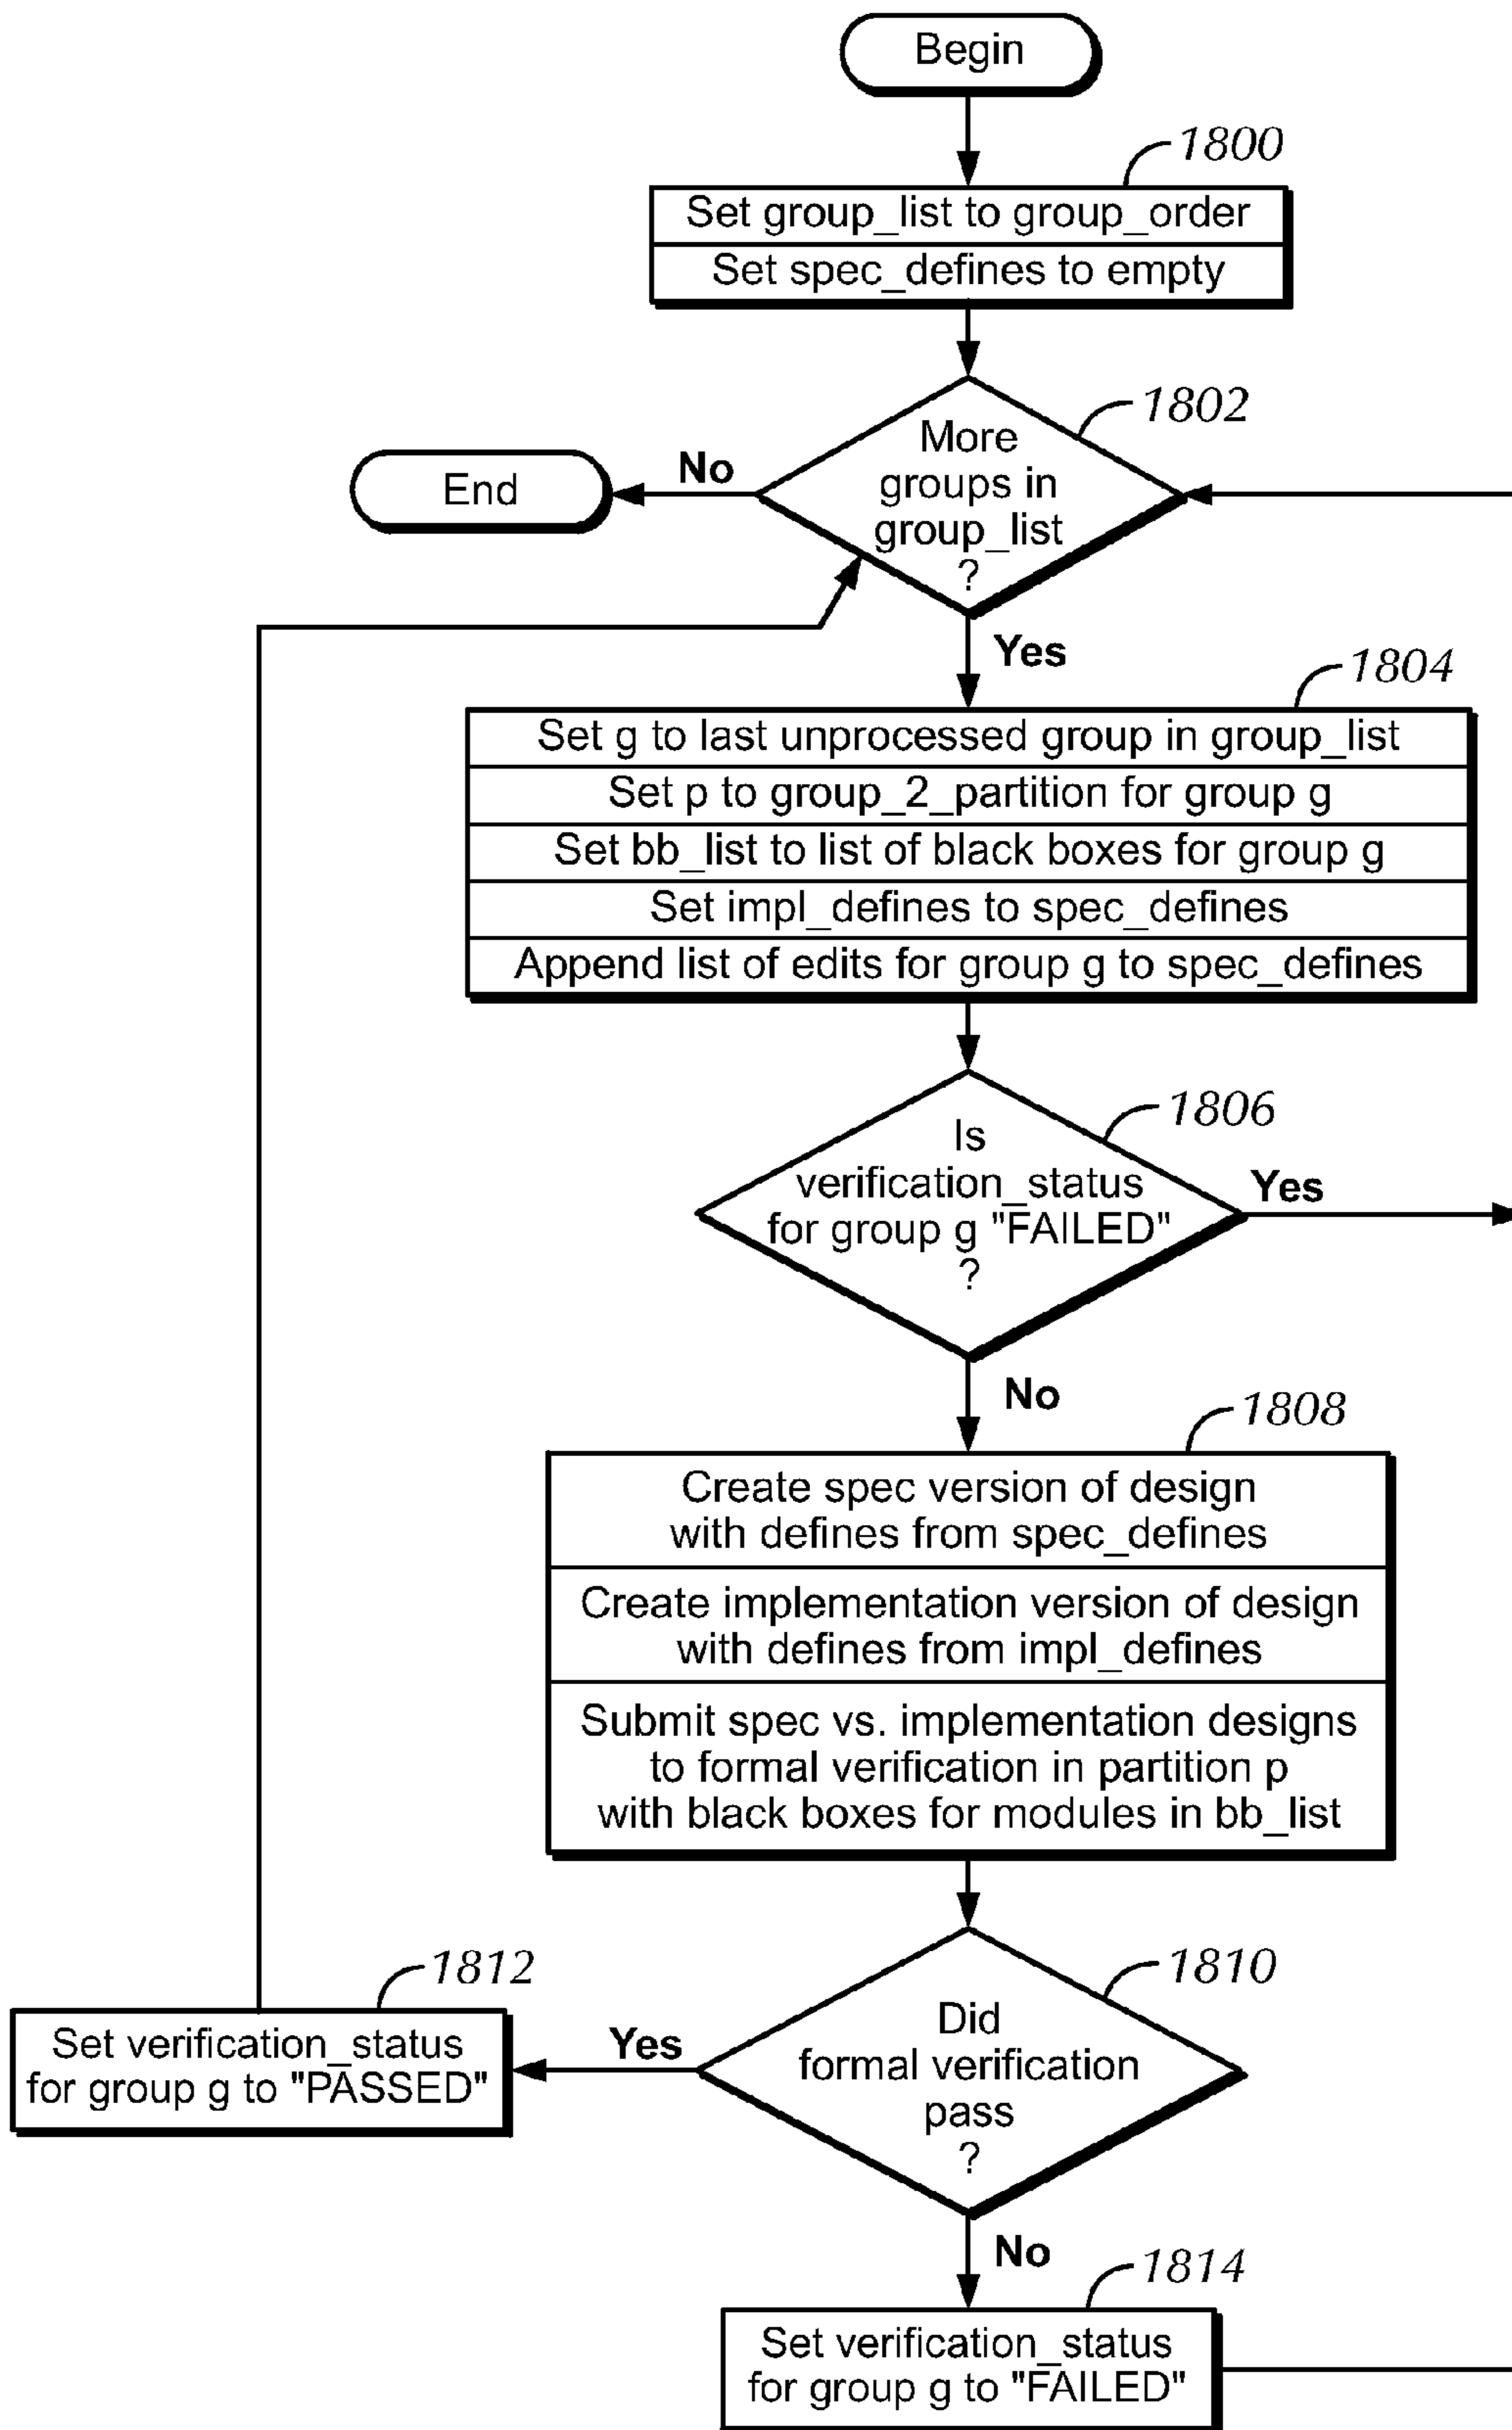 Begin
1800
Set group_list to group_order
Set spec_defines to empty
1802
More
groups in
group_list
?
No
End
Yes
1804
Set g to last unprocessed group in group_list
Set p to group_2_partition for group g
Set bb_list to list of black boxes for group g
Set impl_defines to spec_defines
Append list of edits for group g to spec_defines
1806
Is
verification_status
for group g "FAILED"
?
Yes
No
1808
Create spec version of design
with defines from spec_defines
Create implementation version of design
with defines from impl_defines
Submit spec vs. implementation designs
to formal verification in partition p
with black boxes for modules in bb_list
1810
Did
formal verification
pass
?
Yes
1812
Set verification_status
for group g to "PASSED"
No
1814
Set verification_status
for group g to "FAILED"